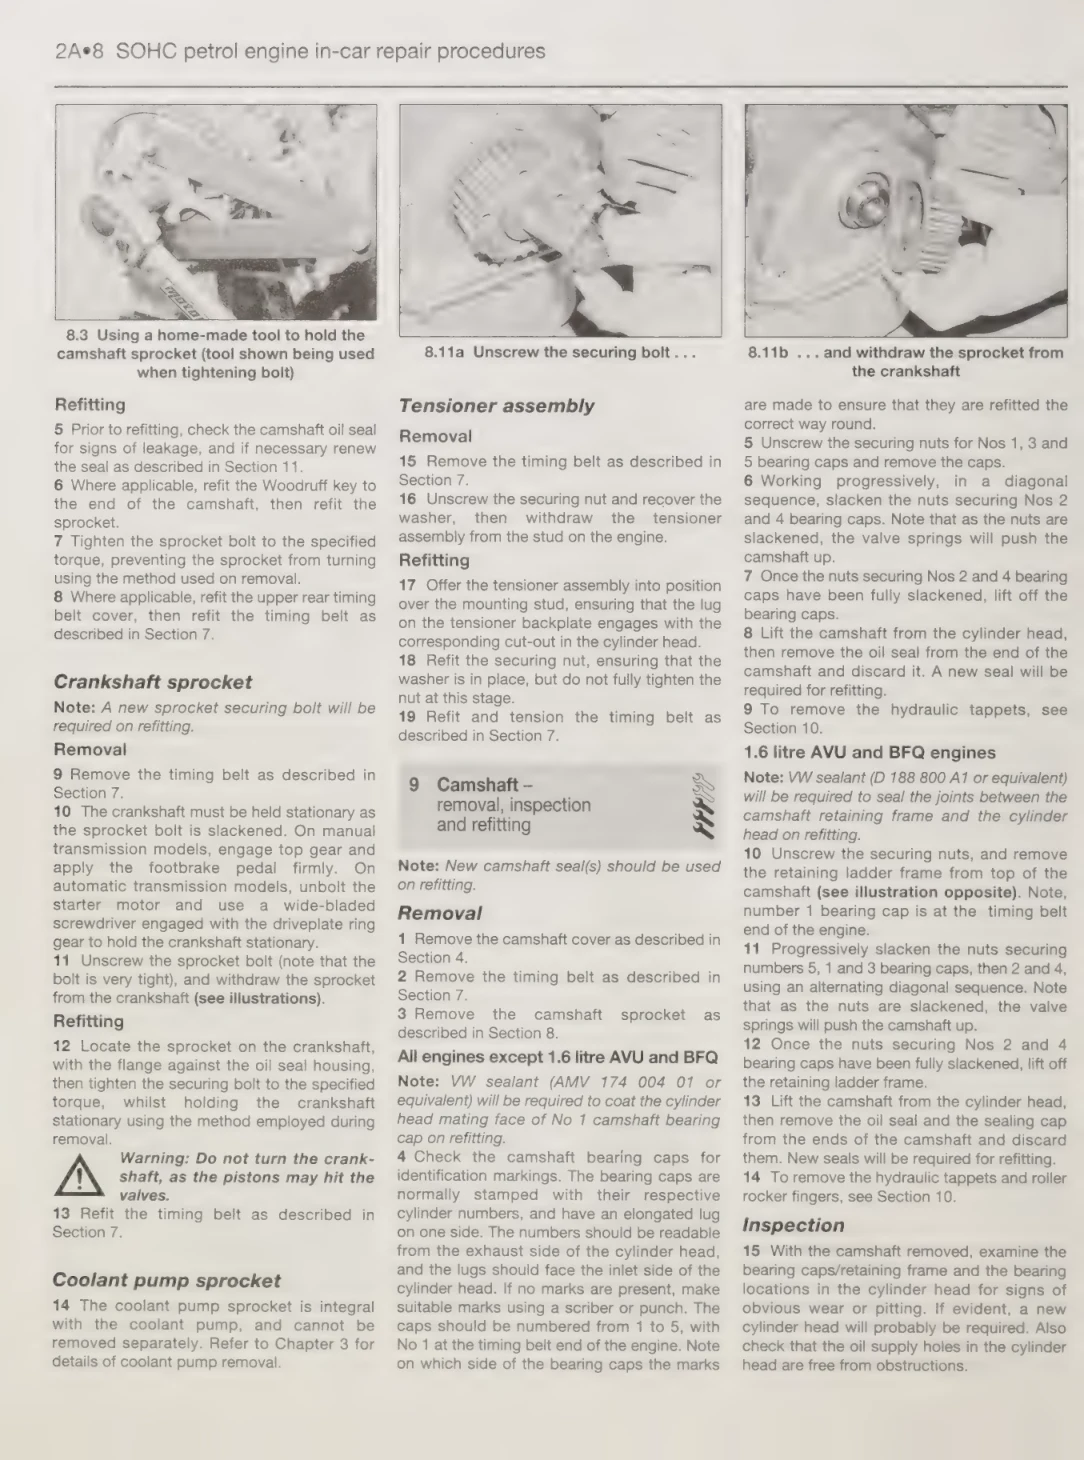 2A•8 SOHC petrol engine in-car repair procedures
8.3 Using a home-made tool to hold the
camshaft sprocket (tool shown being used
when tightening bolt)
8.11a Unscrew the securing bolt . . .
8.11b . . . and withdraw the sprocket from
the crankshaft
Refitting
5 Prior to refitting, check the camshaft oil seal
for signs of leakage, and if necessary renew
the seal as described in Section 11.
6 Where applicable, refit the Woodruff key to
the end of the camshaft, then refit the
sprocket.
7 Tighten the sprocket bolt to the specified
torque, preventing the sprocket from turning
using the method used on removal.
8 Where applicable, refit the upper rear timing
belt cover, then refit the timing belt as
described in Section 7.
Crankshaft sprocket
Note: A new sprocket securing bolt will be
required on refitting.
Removal
9 Remove the timing belt as described in
Section 7.
10 The crankshaft must be held stationary as
the sprocket bolt is slackened. On manual
transmission models, engage top gear and
apply the footbrake pedal firmly. On
automatic transmission models, unbolt the
starter motor and use a wide-bladed
screwdriver engaged with the driveplate ring
gear to hold the crankshaft stationary.
11 Unscrew the sprocket bolt (note that the
bolt is very tight), and withdraw the sprocket
from the crankshaft (see illustrations).
Refitting
12 Locate the sprocket on the crankshaft,
with the flange against the oil seal housing,
then tighten the securing bolt to the specified
torque, whilst holding the crankshaft
stationary using the method employed during
removal.
Warning: Do not turn the crank-
shaft, as the pistons may hit the
valves.
13 Refit the timing belt as described in
Section 7.
Coolant pump sprocket
14 The coolant pump sprocket is integral
with the coolant pump, and cannot be
removed separately. Refer to Chapter 3 for
details of coolant pump removal.
Tensioner assembly
Removal
15 Remove the timing belt as described in
Section 7.
16 Unscrew the securing nut and recover the
washer, then withdraw the tensioner
assembly from the stud on the engine.
Refitting
17 Offer the tensioner assembly into position
over the mounting stud, ensuring that the lug
on the tensioner backplate engages with the
corresponding cut-out in the cylinder head.
18 Refit the securing nut, ensuring that the
washer is in place, but do not fully tighten the
nut at this stage.
19 Refit and tension the timing belt as
described in Section 7.
9 Camshaft –
removal, inspection
and refitting
Note: New camshaft seal(s) should be used
on refitting.
Removal
1 Remove the camshaft cover as described in
Section 4.
2 Remove the timing belt as described in
Section 7.
3 Remove the camshaft sprocket as
described in Section 8.
All engines except 1.6 litre AVU and BFQ
Note: VW sealant (AMV 174 004 01 or
equivalent) will be required to coat the cylinder
head mating face of No 1 camshaft bearing
cap on refitting.
4 Check the camshaft bearing caps for
identification markings. The bearing caps are
normally stamped with their respective
cylinder numbers, and have an elongated lug
on one side. The numbers should be readable
from the exhaust side of the cylinder head,
and the lugs should face the inlet side of the
cylinder head. If no marks are present, make
suitable marks using a scriber or punch. The
caps should be numbered from 1 to 5, with
No 1 at the timing belt end of the engine. Note
on which side of the bearing caps the marks
are made to ensure that they are refitted the
correct way round.
5 Unscrew the securing nuts for Nos 1, 3 and
5 bearing caps and remove the caps.
6 Working progressively, in a diagonal
sequence, slacken the nuts securing Nos 2
and 4 bearing caps. Note that as the nuts are
slackened, the valve springs will push the
camshaft up.
7 Once the nuts securing Nos 2 and 4 bearing
caps have been fully slackened, lift off the
bearing caps.
8 Lift the camshaft from the cylinder head,
then remove the oil seal from the end of the
camshaft and discard it. A new seal will be
required for refitting.
9 To remove the hydraulic tappets, see
Section 10.
1.6 litre AVU and BFQ engines
Note: VW sealant (D 188 800 A1 or equivalent)
will be required to seal the joints between the
camshaft retaining frame and the cylinder
head on refitting.
10 Unscrew the securing nuts, and remove
the retaining ladder frame from top of the
camshaft (see illustration opposite). Note,
number 1 bearing cap is at the timing belt
end of the engine.
11 Progressively slacken the nuts securing
numbers 5, 1 and 3 bearing caps, then 2 and 4,
using an alternating diagonal sequence. Note
that as the nuts are slackened, the valve
springs will push the camshaft up.
12 Once the nuts securing Nos 2 and 4
bearing caps have been fully slackened, lift off
the retaining ladder frame.
13 Lift the camshaft from the cylinder head,
then remove the oil seal and the sealing cap
from the ends of the camshaft and discard
them. New seals will be required for refitting.
14 To remove the hydraulic tappets and roller
rocker fingers, see Section 10.
Inspection
15 With the camshaft removed, examine the
bearing caps/retaining frame and the bearing
locations in the cylinder head for signs of
obvious wear or pitting. If evident, a new
cylinder head will probably be required. Also
check that the oil supply holes in the cylinder
head are free from obstructions.